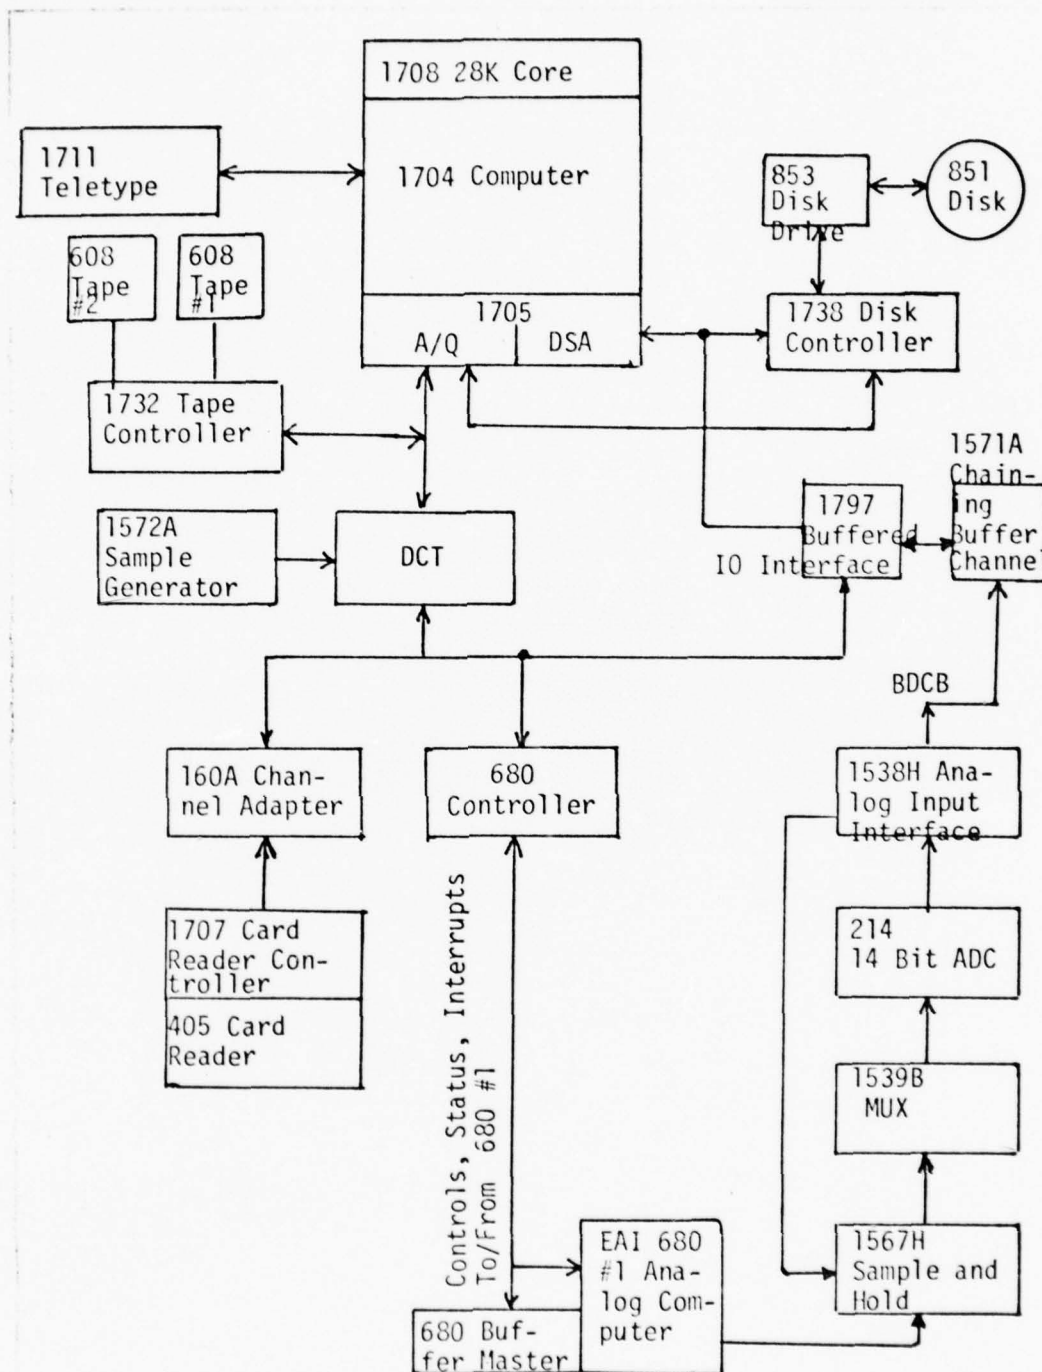 1708 28K Core
1704 Computer
1705
A/Q
DSA
1711
Teletype
853
Disk
Drive
851
Disk
608
Tape
#2
608
Tape
#1
1738 Disk
Controller
1732 Tape
Controller
1571A
Chain-
ing
Buffer
Channel
1797
Buffered
IO Interface
1572A
Sample
Generator
DCT
BDCB
160A Chan-
nel Adapter
680
Controller
1538H Ana-
log Input
Interface
1707 Card
Reader Con-
troller
405 Card
Reader
Controls, Status, Interrupts
To/From 680 #1
214
14 Bit ADC
1539B
MUX
EAI 680
#1 Ana-
log Com-
puter
1567H
Sample and
Hold
680 Buf-
fer Master